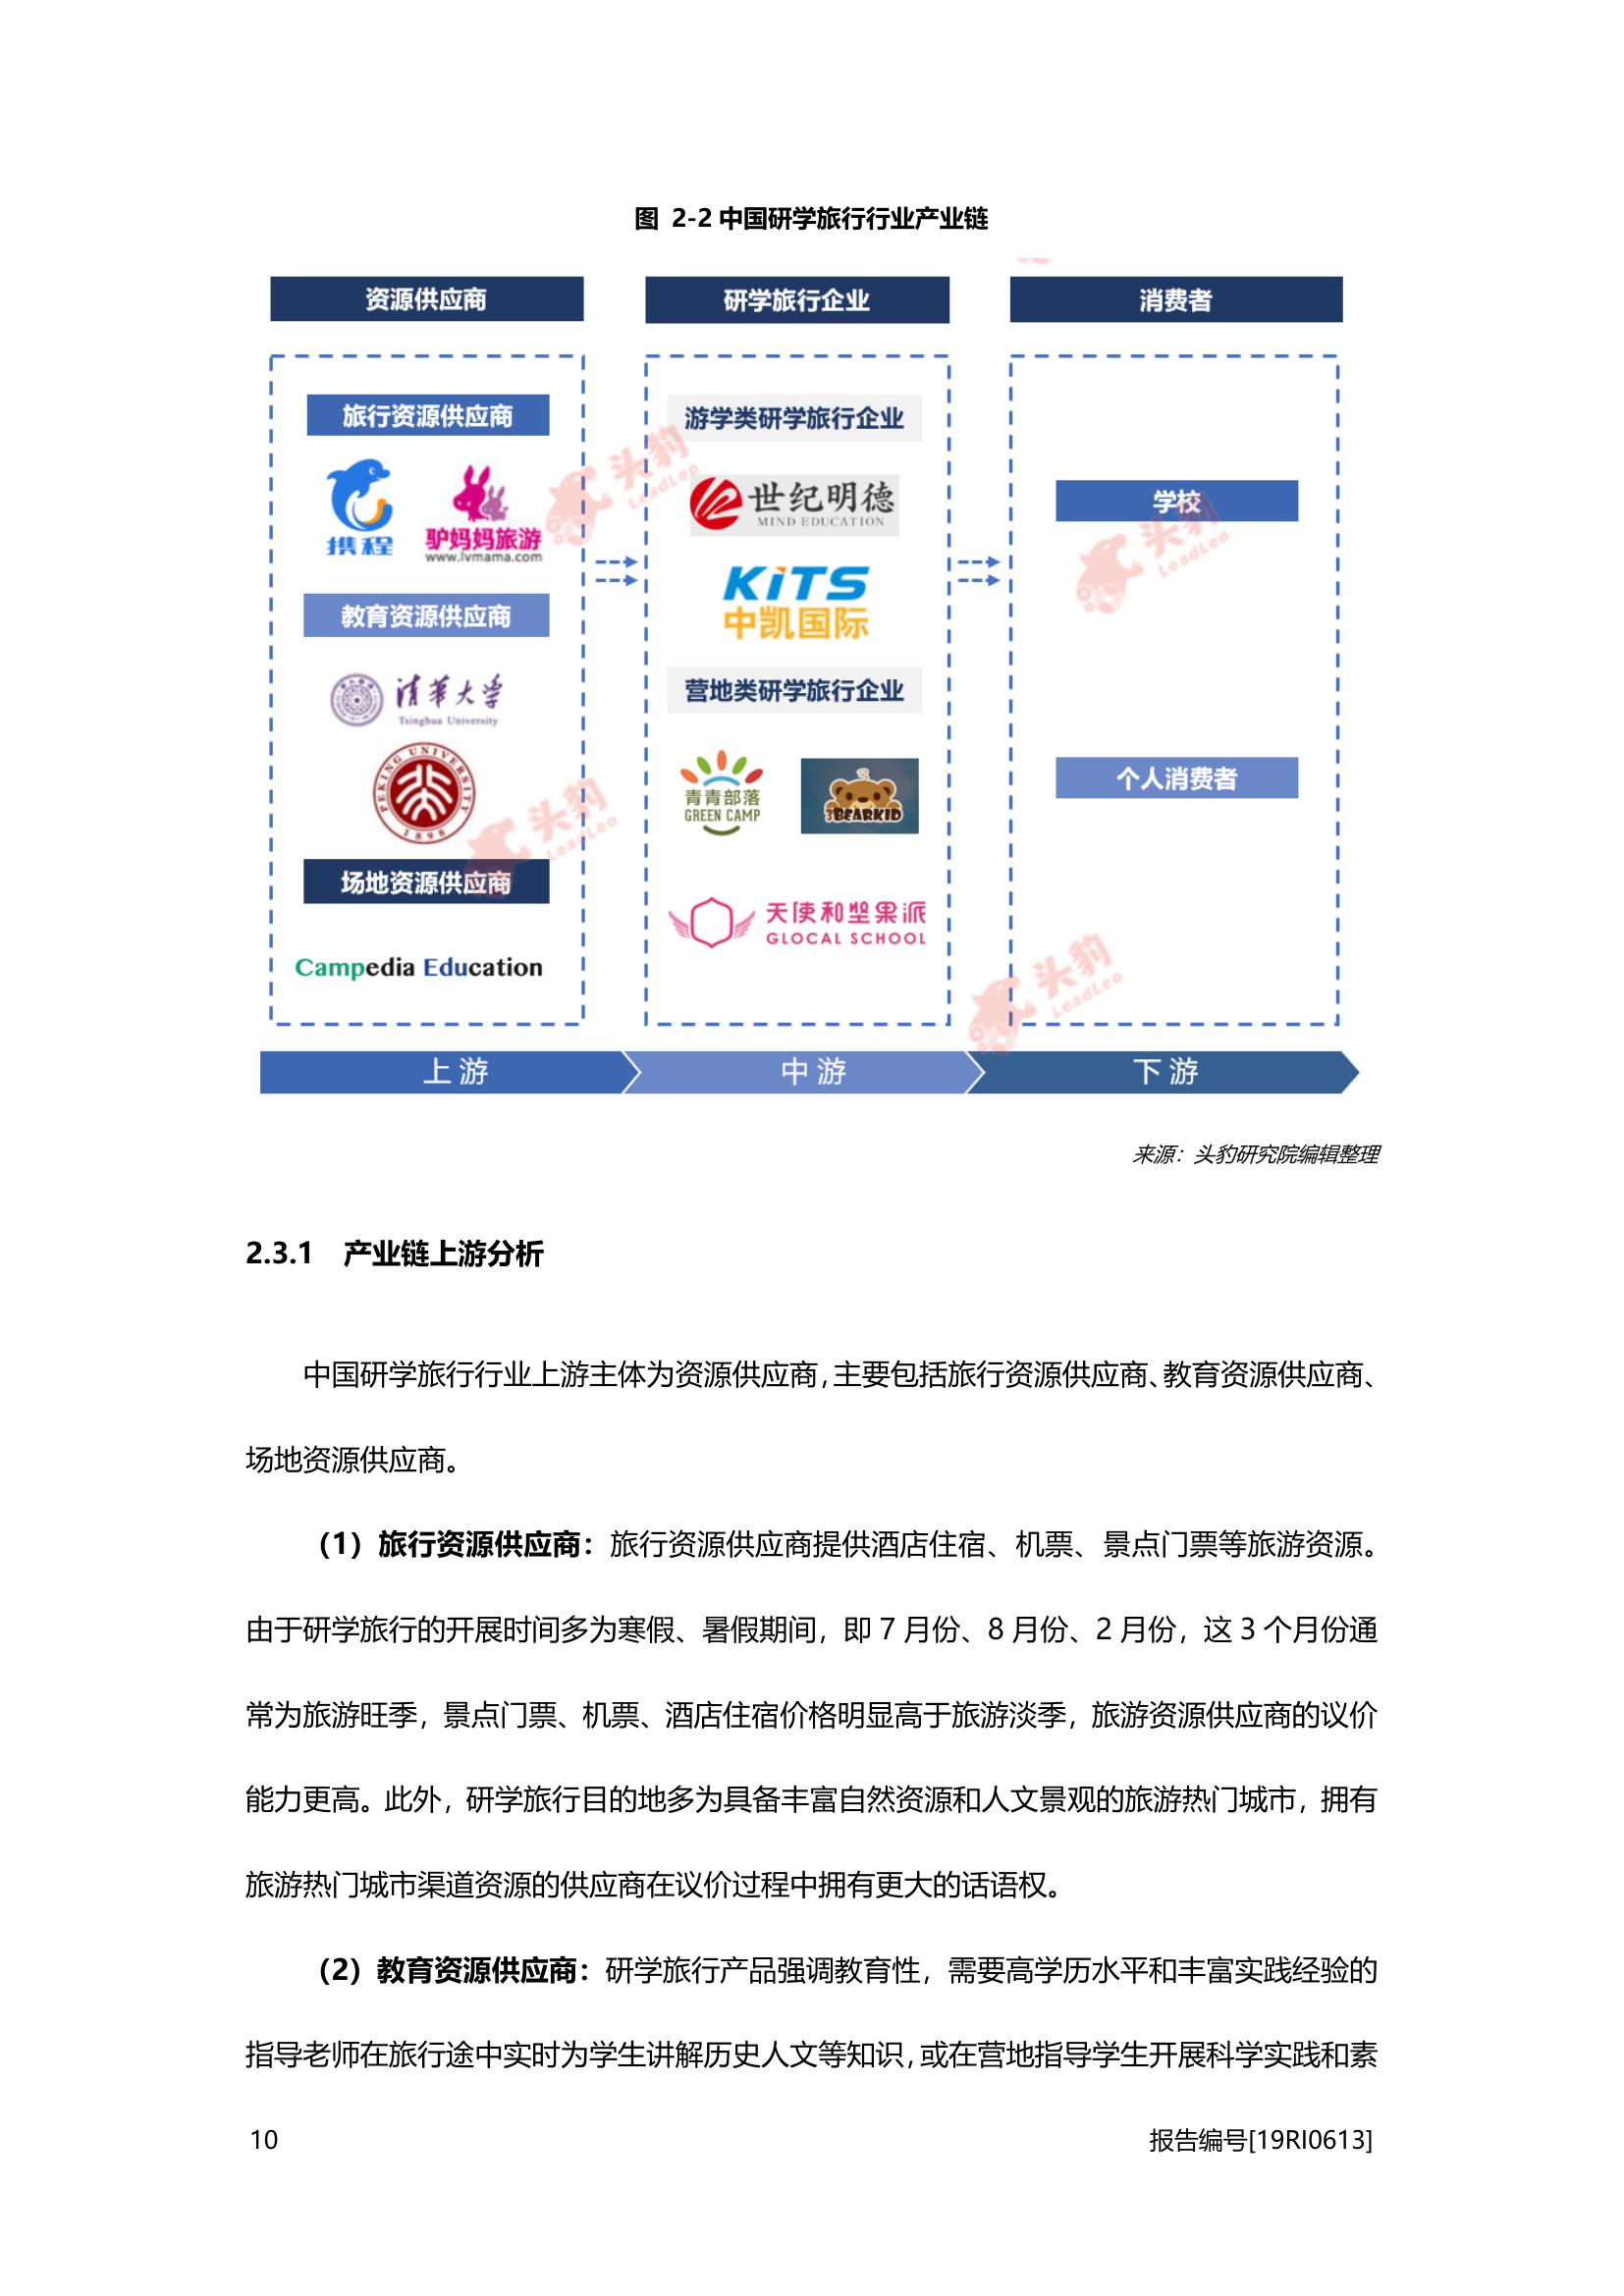 图 2-2 中国研学旅行行业产业链
资源供应商
研学旅行企业
消费者
旅行资源供应商
携程
驴妈妈旅游
www.lvmama.com
教育资源供应商
清华大学
Tsinghua University
PEKING UNIVERSITY
1898
场地资源供应商
Campedia Education
游学类研学旅行企业
世纪明德
MIND EDUCATION
KiTS
中凯国际
营地类研学旅行企业
青青部落
GREEN CAMP
3BEARKID
天使和坚果派
GLOCAL SCHOOL
学校
个人消费者
头豹
LeadLeo
头豹
LeadLeo
头豹
LeadLeo
头豹
LeadLeo
上游
中游
下游
来源：头豹研究院编辑整理
2.3.1 产业链上游分析
中国研学旅行行业上游主体为资源供应商，主要包括旅行资源供应商、教育资源供应商、
场地资源供应商。
（1）旅行资源供应商：旅行资源供应商提供酒店住宿、机票、景点门票等旅游资源。
由于研学旅行的开展时间多为寒假、暑假期间，即 7 月份、8 月份、2 月份，这 3 个月份通
常为旅游旺季，景点门票、机票、酒店住宿价格明显高于旅游淡季，旅游资源供应商的议价
能力更高。此外，研学旅行目的地多为具备丰富自然资源和人文景观的旅游热门城市，拥有
旅游热门城市渠道资源的供应商在议价过程中拥有更大的话语权。
（2）教育资源供应商：研学旅行产品强调教育性，需要高学历水平和丰富实践经验的
指导老师在旅行途中实时为学生讲解历史人文等知识，或在营地指导学生开展科学实践和素
10
报告编号[19RI0613]